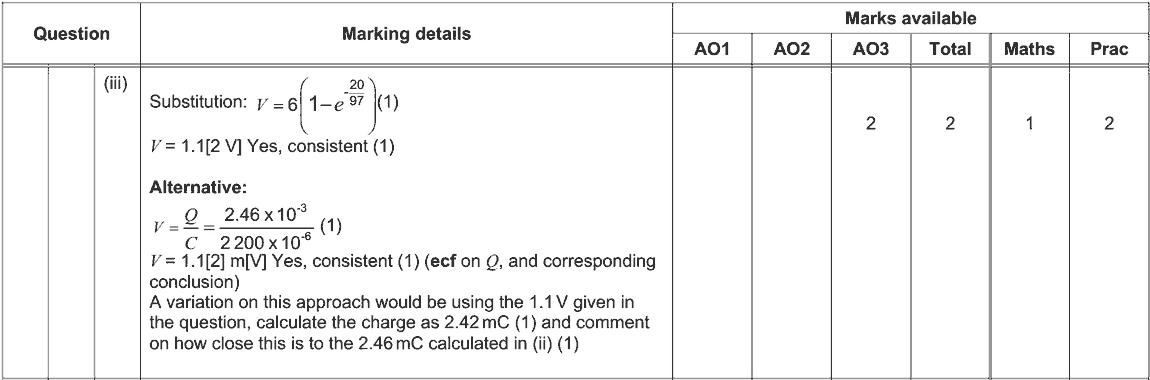 Question
Marking details
Marks available
AO1 AO2 AO3 Total Maths Prac
(iii)
Substitution: V = 6(1 – e^(-20/97)) (1)
V = 1.1[2 V] Yes, consistent (1)
2 2 1 2
Alternative:
V = Q/C = 2.46 x 10^-3 / 2 200 x 10^-6 (1)
V = 1.1[2] m[V] Yes, consistent (1) (ecf on Q, and corresponding
conclusion)
A variation on this approach would be using the 1.1 V given in
the question, calculate the charge as 2.42 mC (1) and comment
on how close this is to the 2.46 mC calculated in (ii) (1)